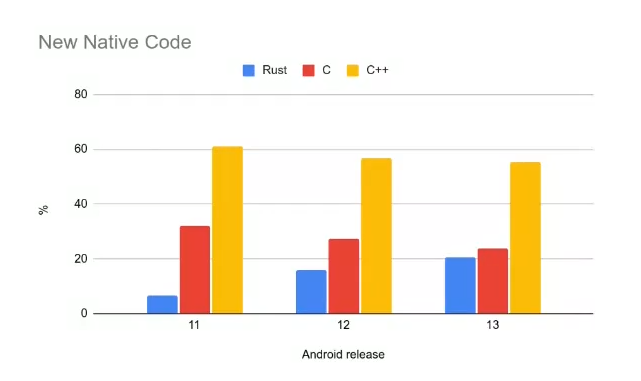 New Native Code
Rust C C++
80
60
40
20
0
%
11 12 13
Android release